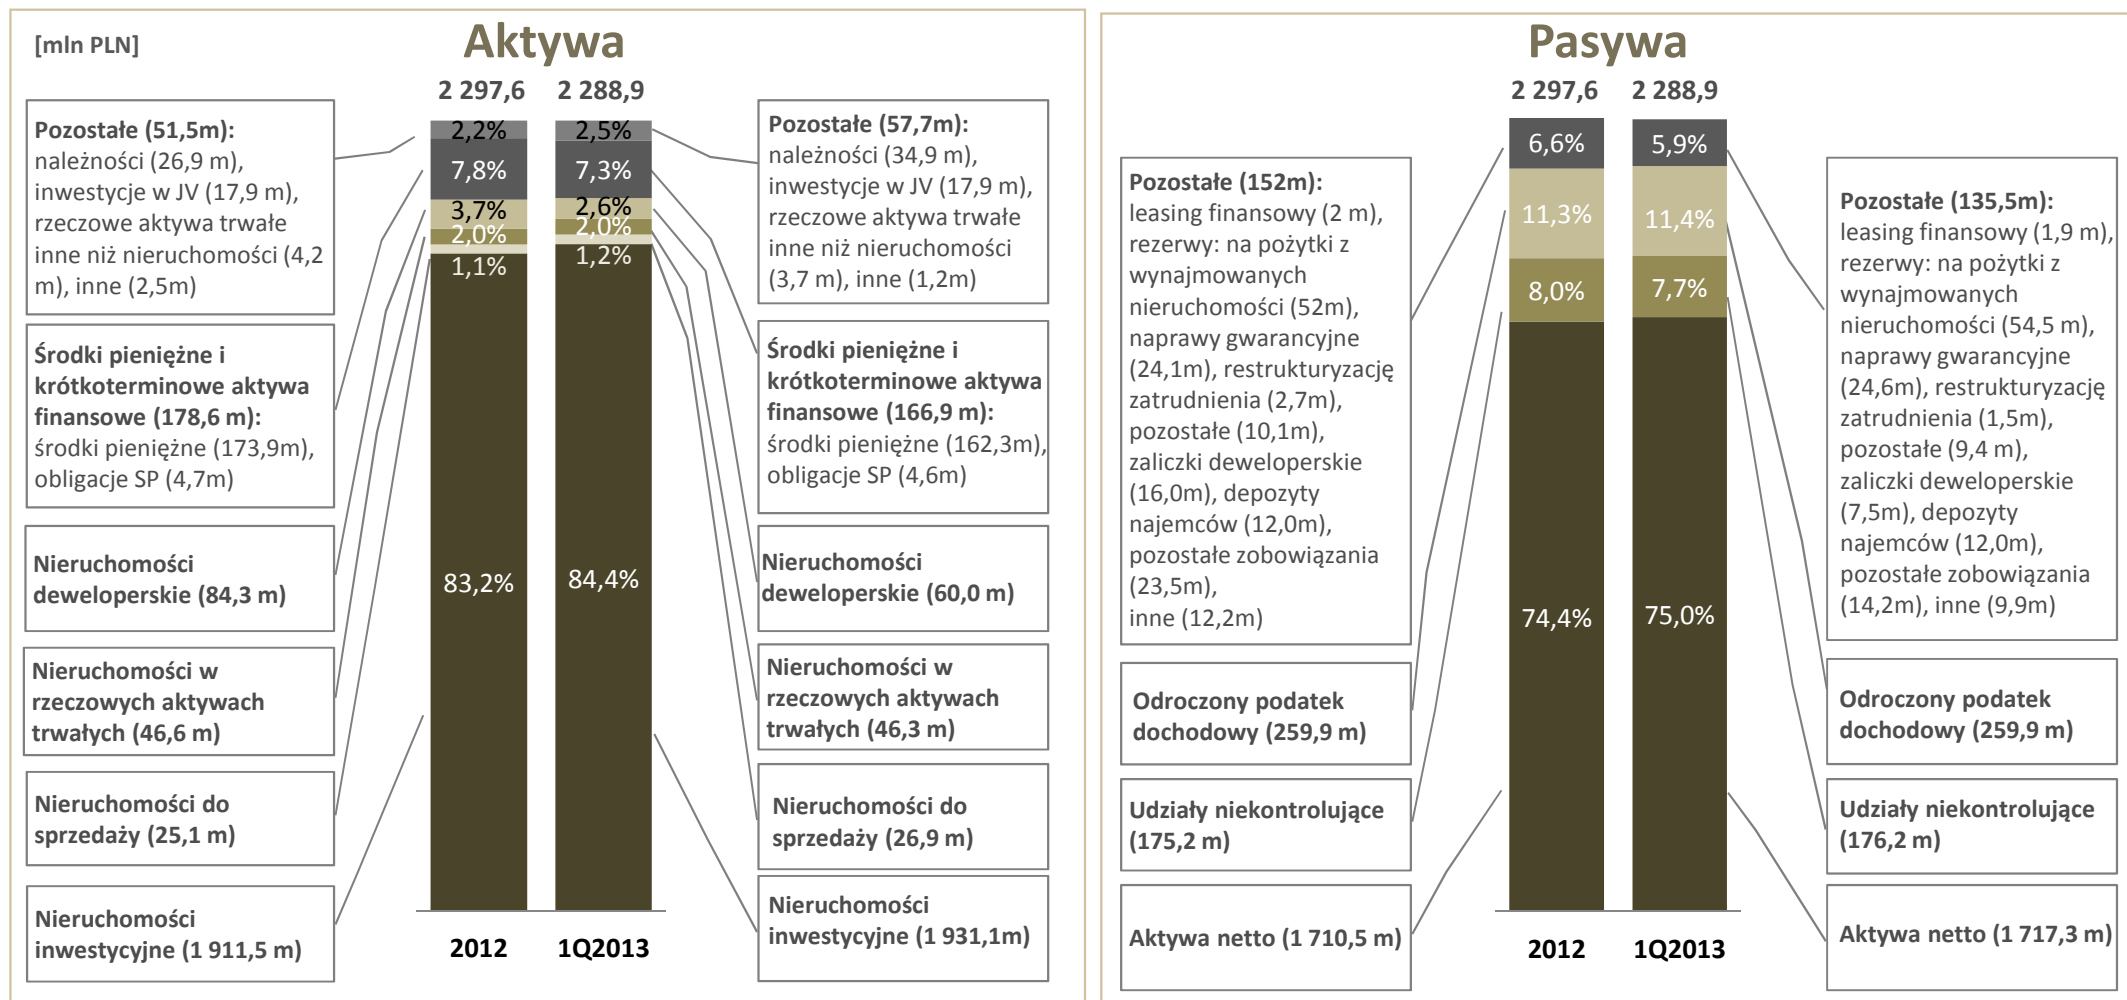 [mln PLN]
Aktywa
2 297,6
2 288,9
Pozostałe (51,5m):
należności (26,9 m),
inwestycje w JV (17,9 m),
rzeczowe aktywa trwałe
inne niż nieruchomości (4,2
m), inne (2,5m)
Środki pieniężne i
krótkoterminowe aktywa
finansowe (178,6 m):
środki pieniężne (173,9m),
obligacje SP (4,7m)
Nieruchomości
deweloperskie (84,3 m)
Nieruchomości w
rzeczowych aktywach
trwałych (46,6 m)
Nieruchomości do
sprzedaży (25,1 m)
Nieruchomości
inwestycyjne (1 911,5 m)
2,2%
7,8%
3,7%
2,0%
1,1%
83,2%
2012
2,5%
7,3%
2,6%
2,0%
1,2%
84,4%
1Q2013
Pozostałe (57,7m):
należności (34,9 m),
inwestycje w JV (17,9 m),
rzeczowe aktywa trwałe
inne niż nieruchomości
(3,7 m), inne (1,2m)
Środki pieniężne i
krótkoterminowe aktywa
finansowe (166,9 m):
środki pieniężne (162,3m),
obligacje SP (4,6m)
Nieruchomości
deweloperskie (60,0 m)
Nieruchomości w
rzeczowych aktywach
trwałych (46,3 m)
Nieruchomości do
sprzedaży (26,9 m)
Nieruchomości
inwestycyjne (1 931,1m)
Pasywa
2 297,6
2 288,9
Pozostałe (152m):
leasing finansowy (2 m),
rezerwy: na pożytki z
wynajmowanych
nieruchomości (52m),
naprawy gwarancyjne
(24,1m), restrukturyzację
zatrudnienia (2,7m),
pozostałe (10,1m),
zaliczki deweloperskie
(16,0m), depozyty
najemców (12,0m),
pozostałe zobowiązania
(23,5m),
inne (12,2m)
Odroczony podatek
dochodowy (259,9 m)
Udziały niekontrolujące
(175,2 m)
Aktywa netto (1 710,5 m)
6,6%
11,3%
8,0%
74,4%
2012
5,9%
11,4%
7,7%
75,0%
1Q2013
Pozostałe (135,5m):
leasing finansowy (1,9 m),
rezerwy: na pożytki z
wynajmowanych
nieruchomości (54,5 m),
naprawy gwarancyjne
(24,6m), restrukturyzację
zatrudnienia (1,5m),
pozostałe (9,4 m),
zaliczki deweloperskie
(7,5m), depozyty
najemców (12,0m),
pozostałe zobowiązania
(14,2m), inne (9,9m)
Odroczony podatek
dochodowy (259,9 m)
Udziały niekontrolujące
(176,2 m)
Aktywa netto (1 717,3 m)